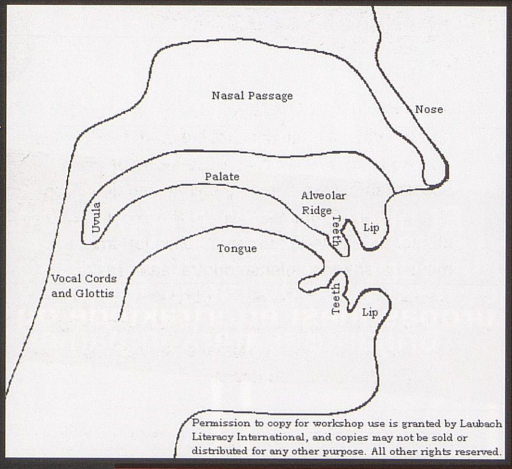 Nasal Passage
Nose
Palate
Alveolar
Ridge
Uvula
Teeth
Lip
Tongue
Vocal Cords
and Glottis
Teeth
Lip
Permission to copy for workshop use is granted by Laubach
Literacy International, and copies may not be sold or
distributed for any other purpose. All other rights reserved.